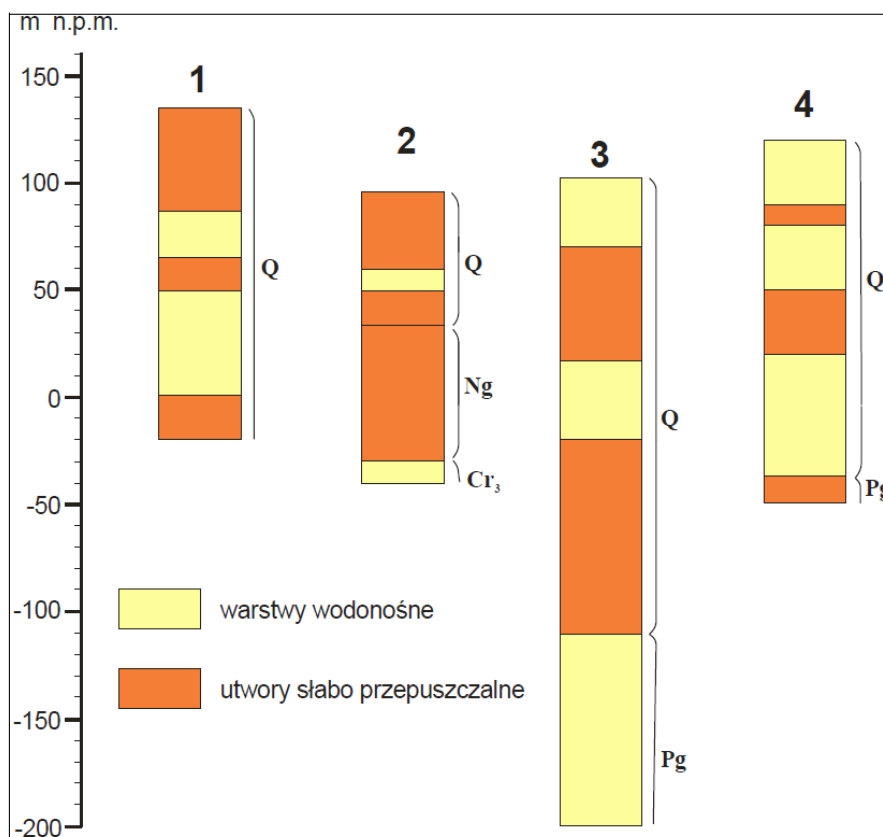 m n.p.m.
150
100
50
0
-50
-100
-150
-200
1
2
3
4
Q
Q
Ng
Cr₃
Q
Pg
Q
Pg
warstwy wodonośne
utwory słabo przepuszczalne